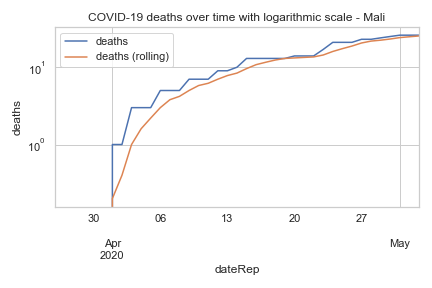 COVID-19 deaths over time with logarithmic scale - Mali
deaths
deaths (rolling)
10¹
10⁰
deaths
30 06 13 20 27
Apr May
2020
dateRep